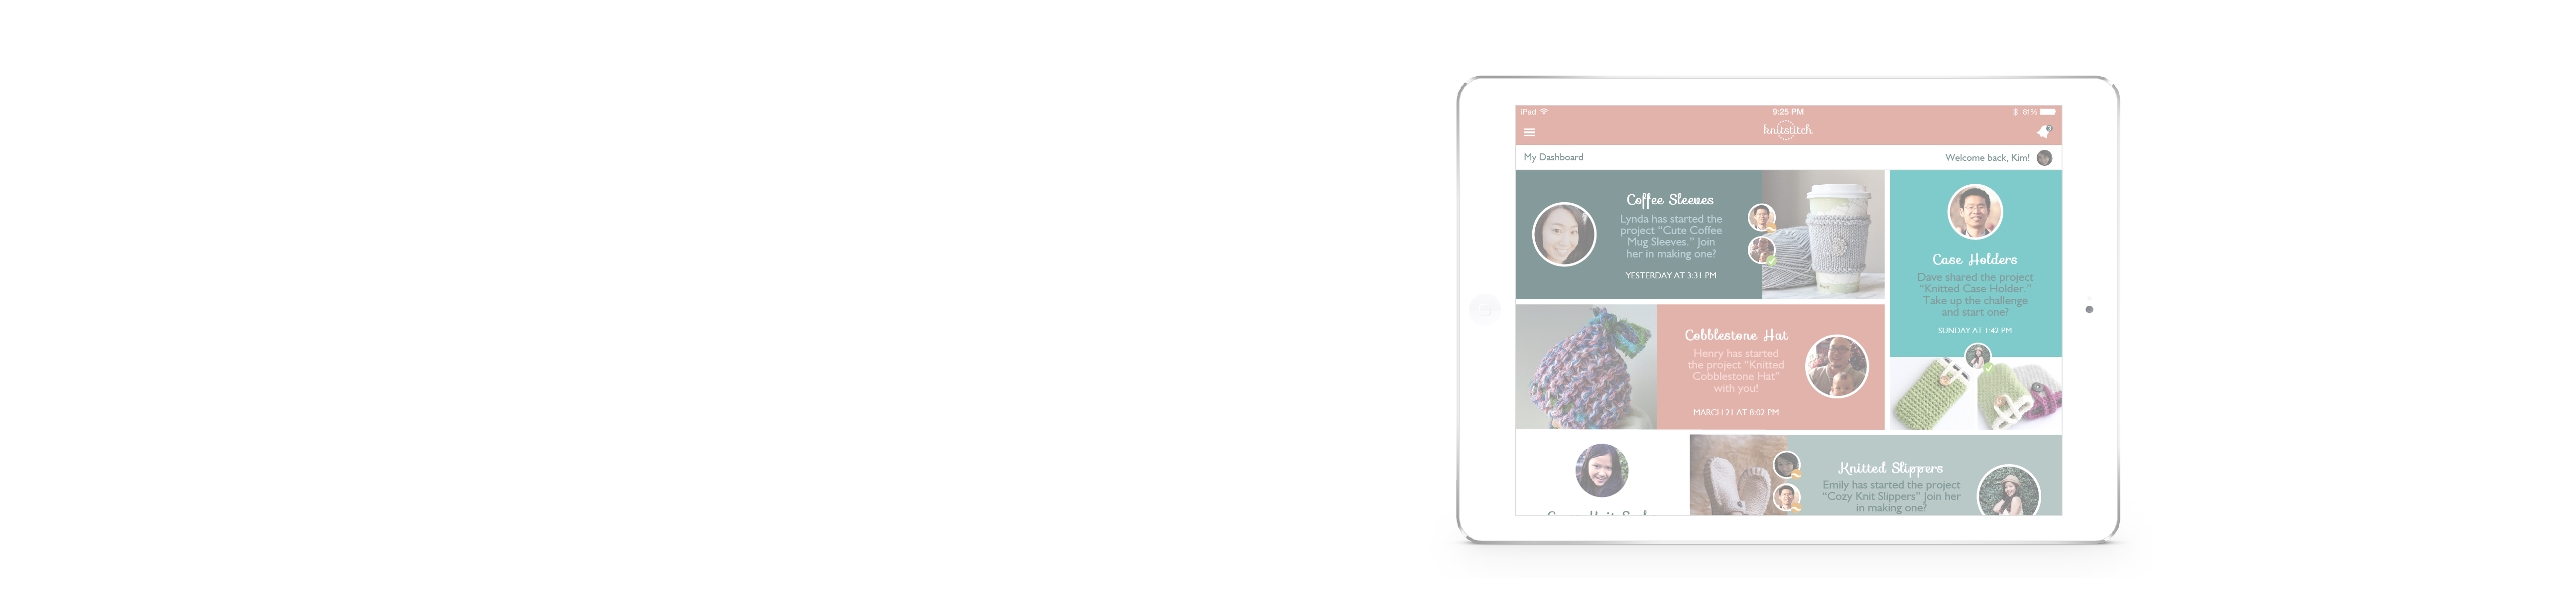 iPad
9:25 PM
81%
knitstitch
My Dashboard
Welcome back, Kim!
Coffee Sleeves
Lynda has started the
project “Cute Coffee
Mug Sleeves.” Join
her in making one?
YESTERDAY AT 3:31 PM
Case Holders
Dave shared the project
“Knitted Case Holder.”
Take up the challenge
and start one?
SUNDAY AT 1:42 PM
Cobblestone Hat
Henry has started
the project “Knitted
Cobblestone Hat”
with you!
MARCH 21 AT 8:02 PM
Knitted Slippers
Emily has started the project
“Cozy Knit Slippers” Join her
in making one?